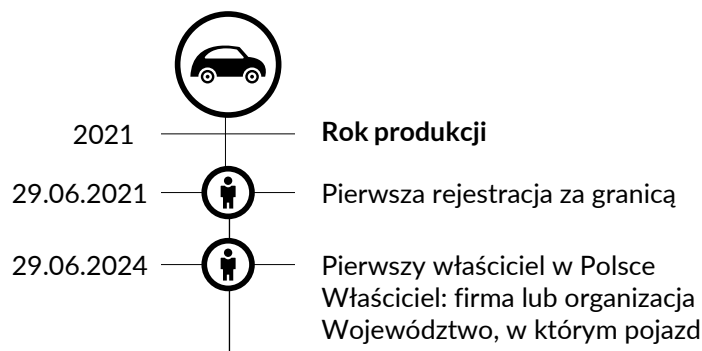 2021 Rok produkcji
29.06.2021 Pierwsza rejestracja za granicą
29.06.2024 Pierwszy właściciel w Polsce
Właściciel: firma lub organizacja
Województwo, w którym pojazd